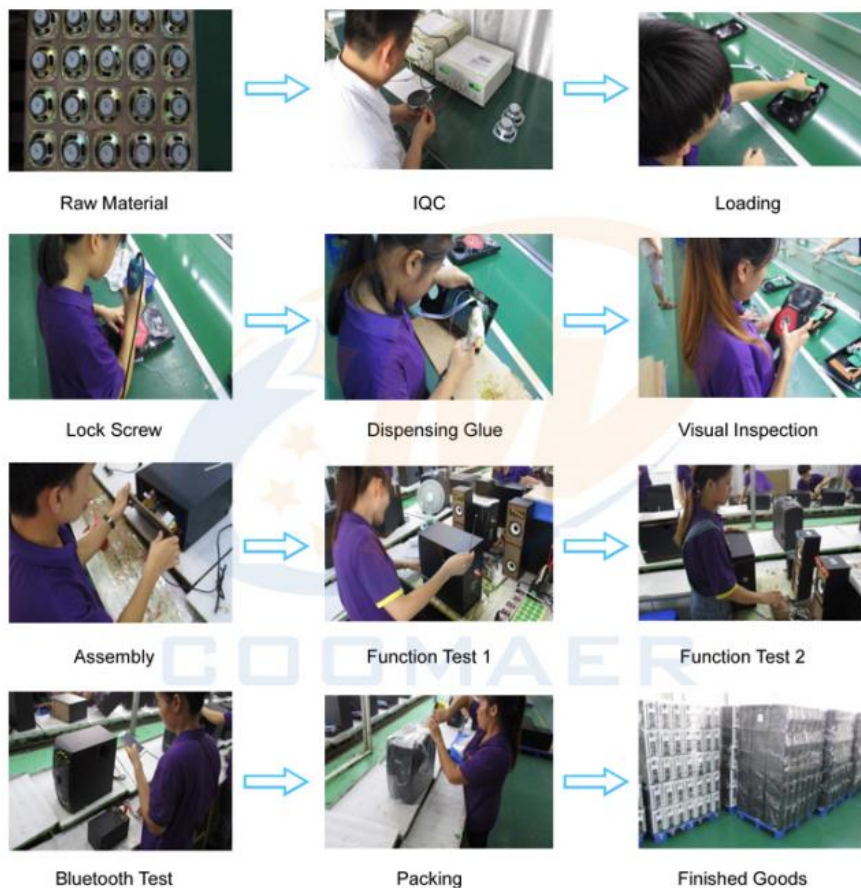 Raw Material
IQC
Loading
Lock Screw
Dispensing Glue
Visual Inspection
Assembly
Function Test 1
Function Test 2
COOMAER
Bluetooth Test
Packing
Finished Goods